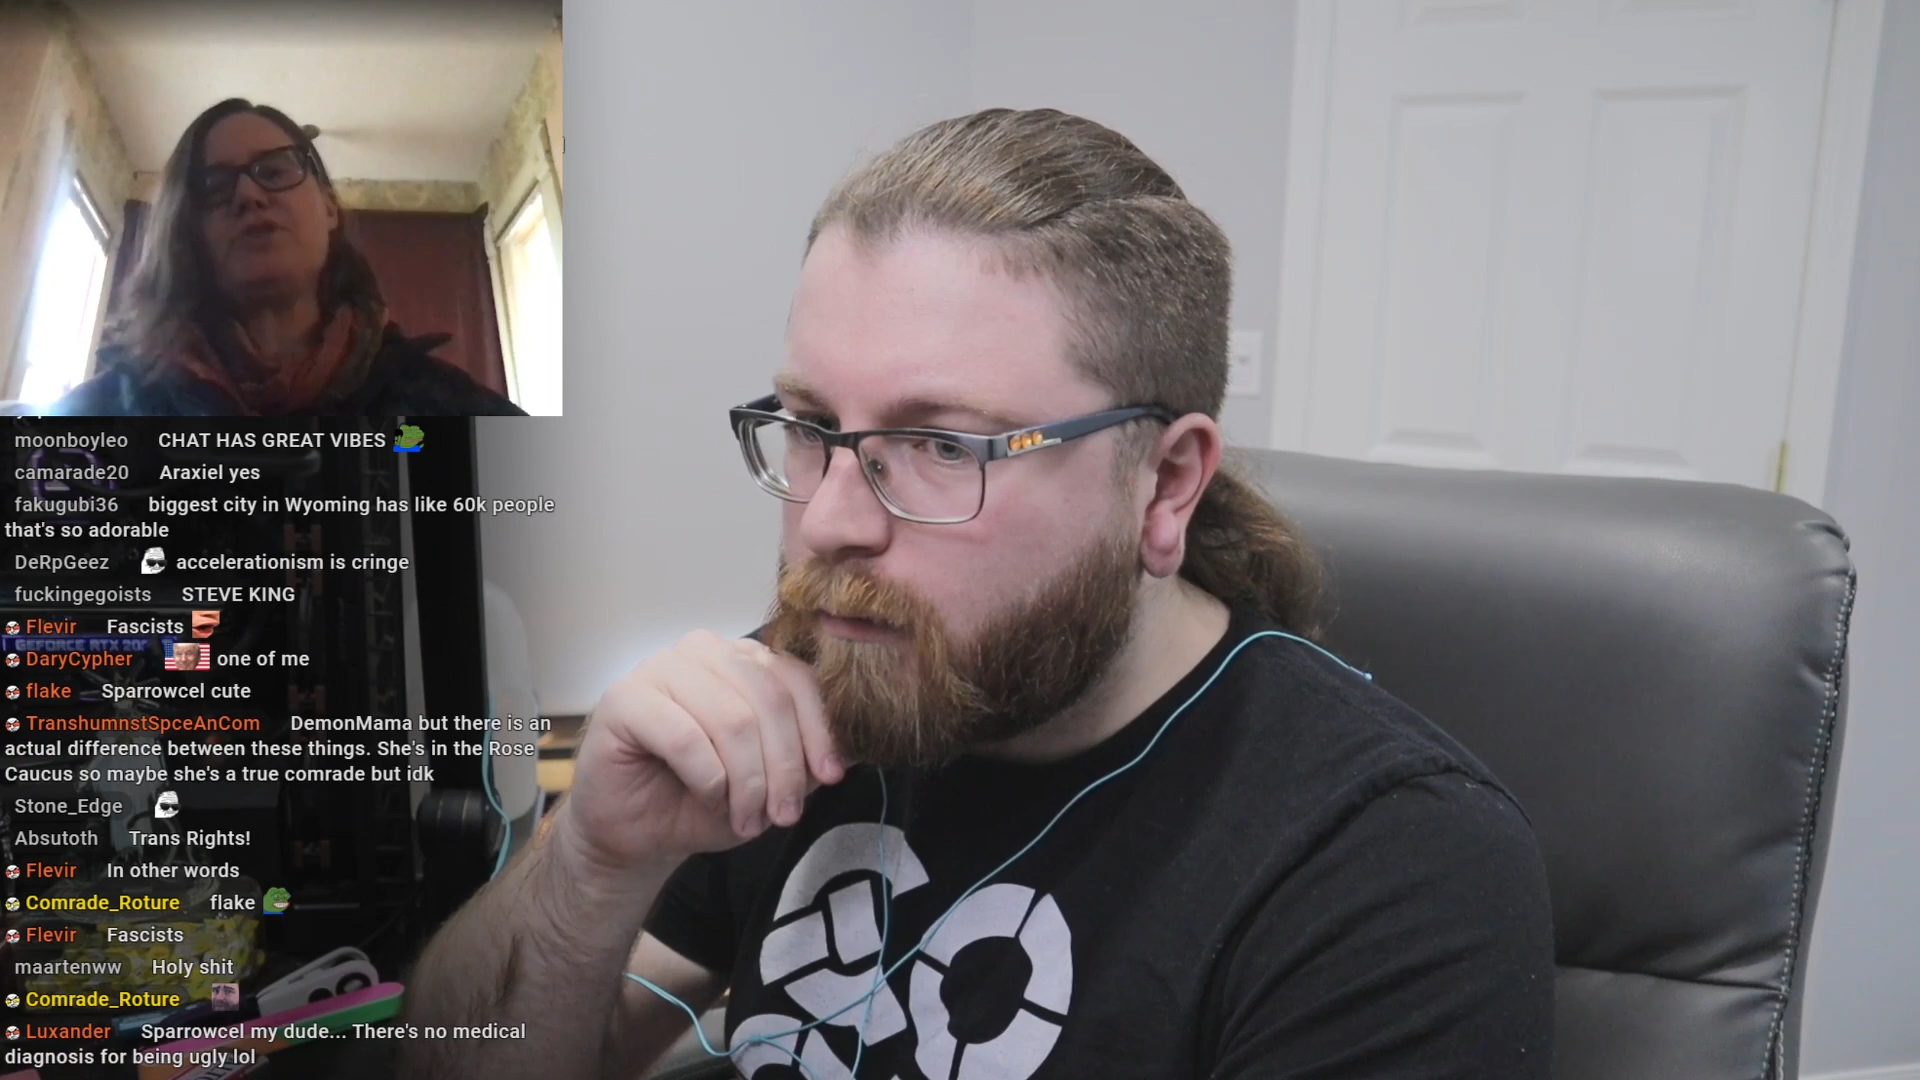 moonboyleo CHAT HAS GREAT VIBES
camarade20 Araxiel yes
fakugubi36 biggest city in Wyoming has like 60k people
that's so adorable
DeRpGeez accelerationism is cringe
fuckingegoists STEVE KING
Flevir Fascists
GEFORCE RTX
DaryCypher one of me
flake Sparrowcel cute
TranshumnstSpceAnCom DemonMama but there is an
actual difference between these things. She's in the Rose
Caucus so maybe she's a true comrade but idk
Stone_Edge
Absutoth Trans Rights!
Flevir In other words
Comrade_Roture flake
Flevir Fascists
maartenww Holy shit
Comrade_Roture
Luxander Sparrowcel my dude... There's no medical
diagnosis for being ugly lol